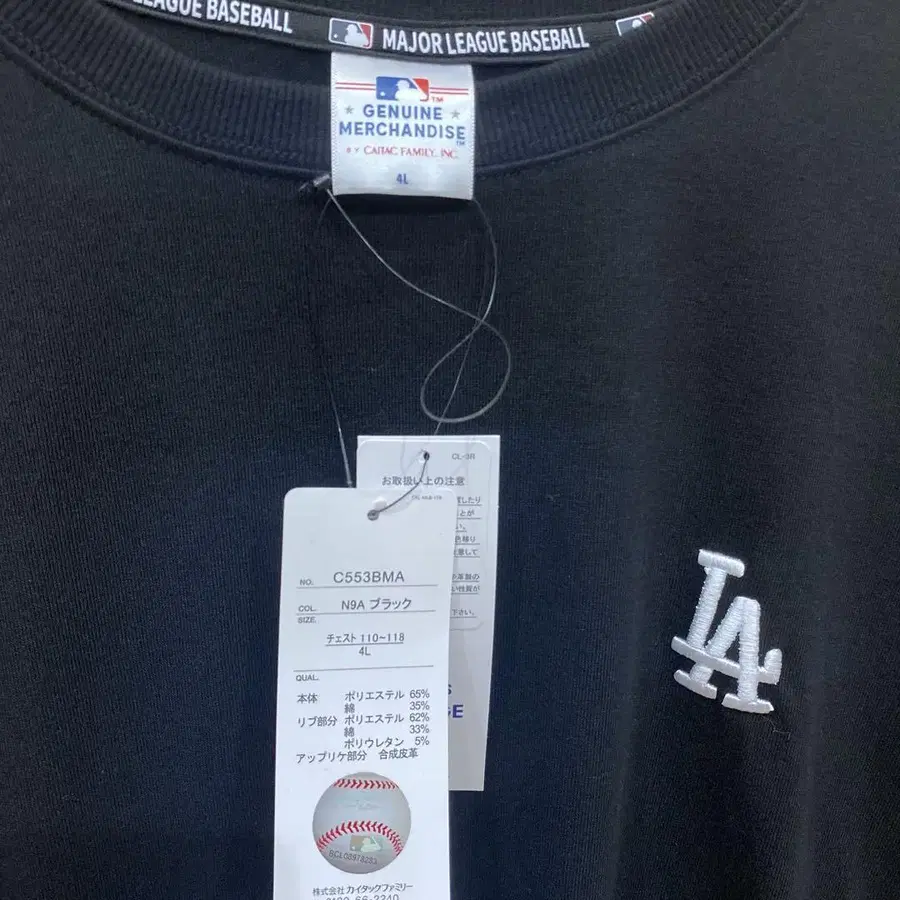 LEAGUE BASEBALL
MAJOR LEAGUE BASEBALL
TM
GENUINE
MERCHANDISE
BY CAITAC FAMILY, INC.
4L
CL-3R
お取扱い上の注意
NO. C553BMA
COL. N9A ブラック
SIZE.
チェスト 110~118
4L
QUAL.
本体 ポリエステル 65%
綿 35%
リブ部分 ポリエステル 62%
綿 33%
ポリウレタン 5%
アップリケ部分 合成皮革
BCL08978283
株式会社カイタックファミリー
LA